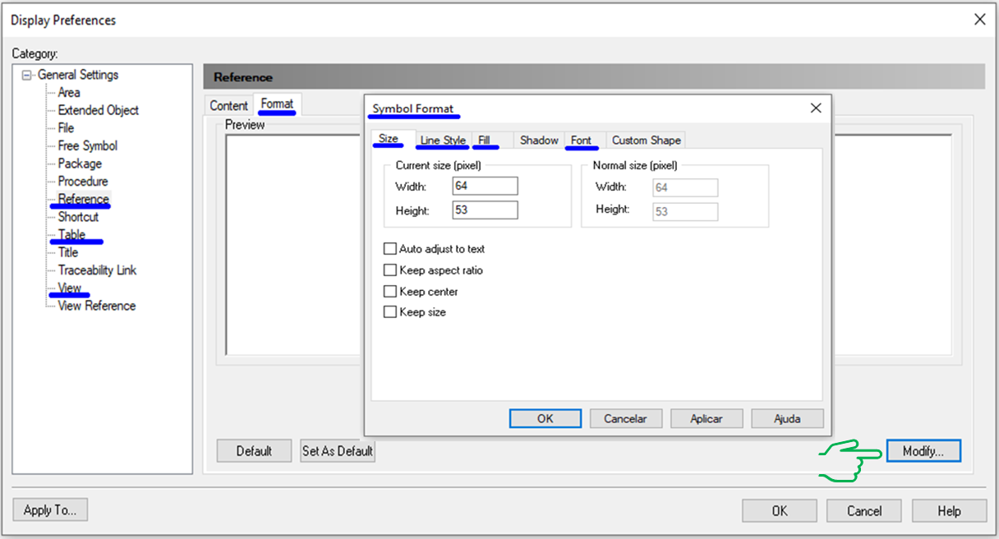 Display Preferences
Category:
General Settings
Area
Extended Object
File
Free Symbol
Package
Procedure
Reference
Shortcut
Table
Title
Traceability Link
View
View Reference
Reference
Content Format
Preview
Symbol Format
Size Line Style Fill Shadow Font Custom Shape
Current size (pixel) Normal size (pixel)
Width: 64 Width: 64
Height: 53 Height: 53
Auto adjust to text
Keep aspect ratio
Keep center
Keep size
OK Cancelar Aplicar Ajuda
Default Set As Default Modify...
Apply To... OK Cancel Help